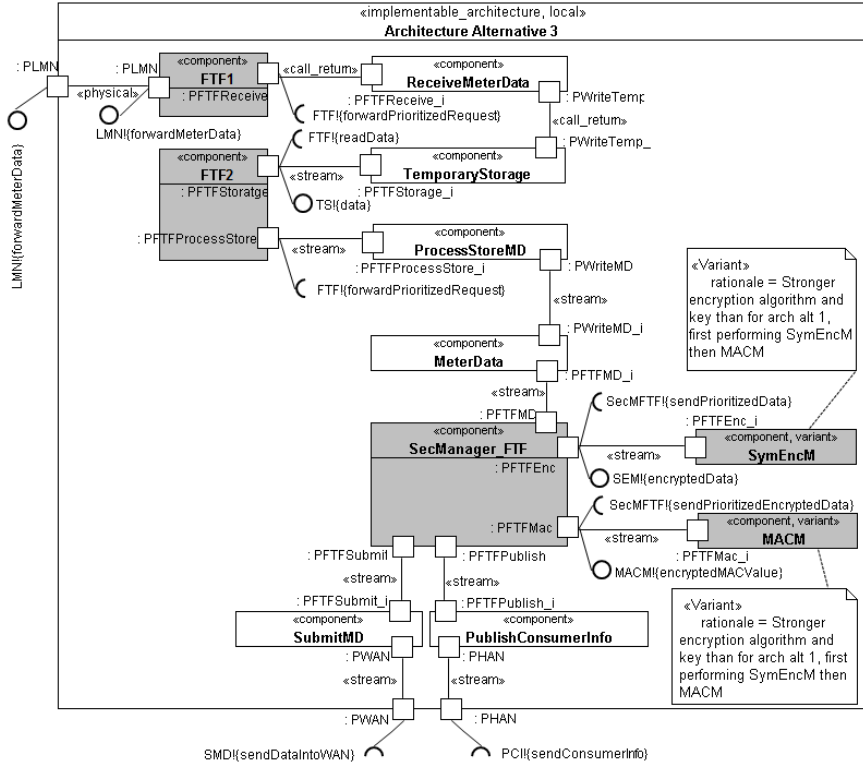 «implementable_architecture, local»
Architecture Alternative 3
: PLMN
: PLMN
«physical»
LMN!{forwardMeterData}
LMN!{forwardMeterData}
«component»
FTF1
: PFTFReceive
«call_return»
«component»
ReceiveMeterData
: PFTFReceive_i
: PWriteTemp
FTF!{forwardPrioritizedRequest}
«call_return»
FTF!{readData}
: PWriteTemp_
«component»
FTF2
: PFTFStoratge
«stream»
«component»
TemporaryStorage
: PFTFStorage_i
TS!{data}
: PFTFProcessStore
«stream»
«component»
ProcessStoreMD
: PFTFProcessStore_i
: PWriteMD
FTF!{forwardPrioritizedRequest}
«stream»
: PWriteMD_i
«component»
MeterData
: PFTFMD_i
«stream»
: PFTFMD
«Variant»
rationale = Stronger
encryption algorithm and
key than for arch alt 1,
first performing SymEncM
then MACM
SecMFTF!{sendPrioritizedData}
: PFTFEnc_i
«component»
SecManager_FTF
: PFTFEnc
«stream»
«component, variant»
SymEncM
SEM!{encryptedData}
SecMFTF!{sendPrioritizedEncryptedData}
: PFTFMac
«stream»
«component, variant»
MACM
: PFTFMac_i
MACM!{encryptedMACValue}
: PFTFSubmit
: PFTFPublish
«stream»
«stream»
: PFTFSubmit_i
: PFTFPublish_i
«component»
SubmitMD
«component»
PublishConsumerInfo
: PWAN
: PHAN
«stream»
«stream»
«Variant»
rationale = Stronger
encryption algorithm and
key than for arch alt 1, first
performing SymEncM then
MACM
: PWAN
: PHAN
SMD!{sendDataIntoWAN}
PCI!{sendConsumerInfo}